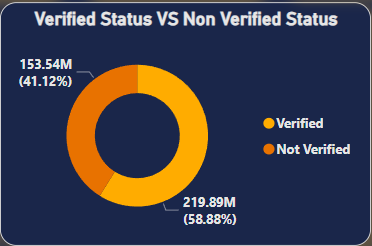 Verified Status VS Non Verified Status
153.54M
(41.12%)
Verified
Not Verified
219.89M
(58.88%)